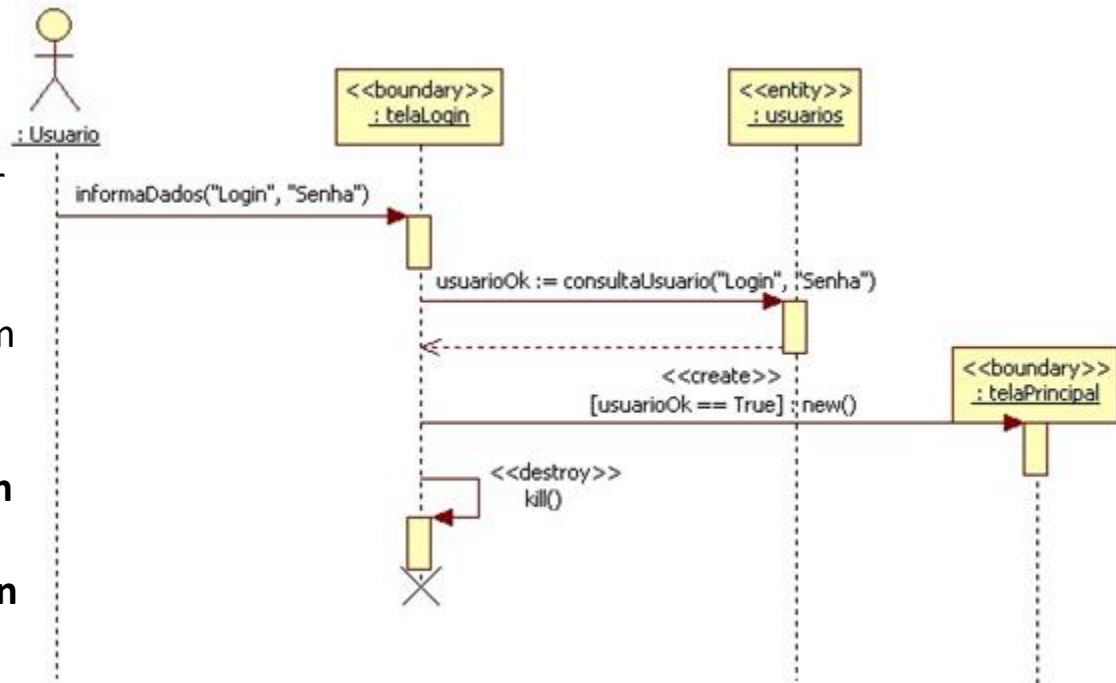 <<boundary>>
: telaLogin
<<entity>>
: usuarios
: Usuario
r
informaDados("Login", "Senha")
usuarioOk := consultaUsuario("Login", "Senha")
n
<<create>>
[usuarioOk == True] : new()
<<boundary>>
: telaPrincipal
<<destroy>>
kill()
n
n